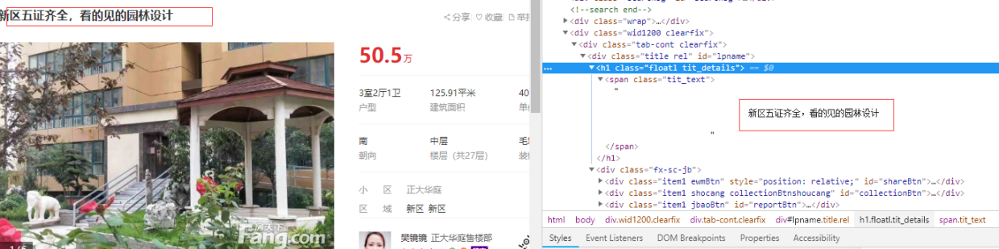 新区五证齐全，看的见的园林设计
分享 收藏 举报
50.5万
3室2厅1卫 125.91平米 40
户型 建筑面积 单
南 中层 毛
朝向 楼层（共27层） 装
小 区 正大华庭
区 域 新区 新区
樊镜镜 正大华庭售楼部
房天下
Fang.com
1/5
<!--search end-->
<div class="wrap">…</div>
<div class="wid1200 clearfix">
<div class="tab-cont clearfix">
<div class="title rel" id="lpname">
<h1 class="floatl tit_details"> == $0
<span class="tit_text">
"
新区五证齐全，看的见的园林设计
"
</span>
</h1>
<div class="fx-sc-jb">
<div class="item1 ewmBtn" style="position: relative;" id="shareBtn">…</div>
<div class="item1 shocang collectionBtnshoucang" id="collectionBtn">…</div>
<div class="item1 jbaoBtn" id="reportBtn">…</div>
html body div.wid1200.clearfix div.tab-cont.clearfix div#lpname.title.rel h1.floatl.tit_details span.tit_text
Styles Event Listeners DOM Breakpoints Properties Accessibility